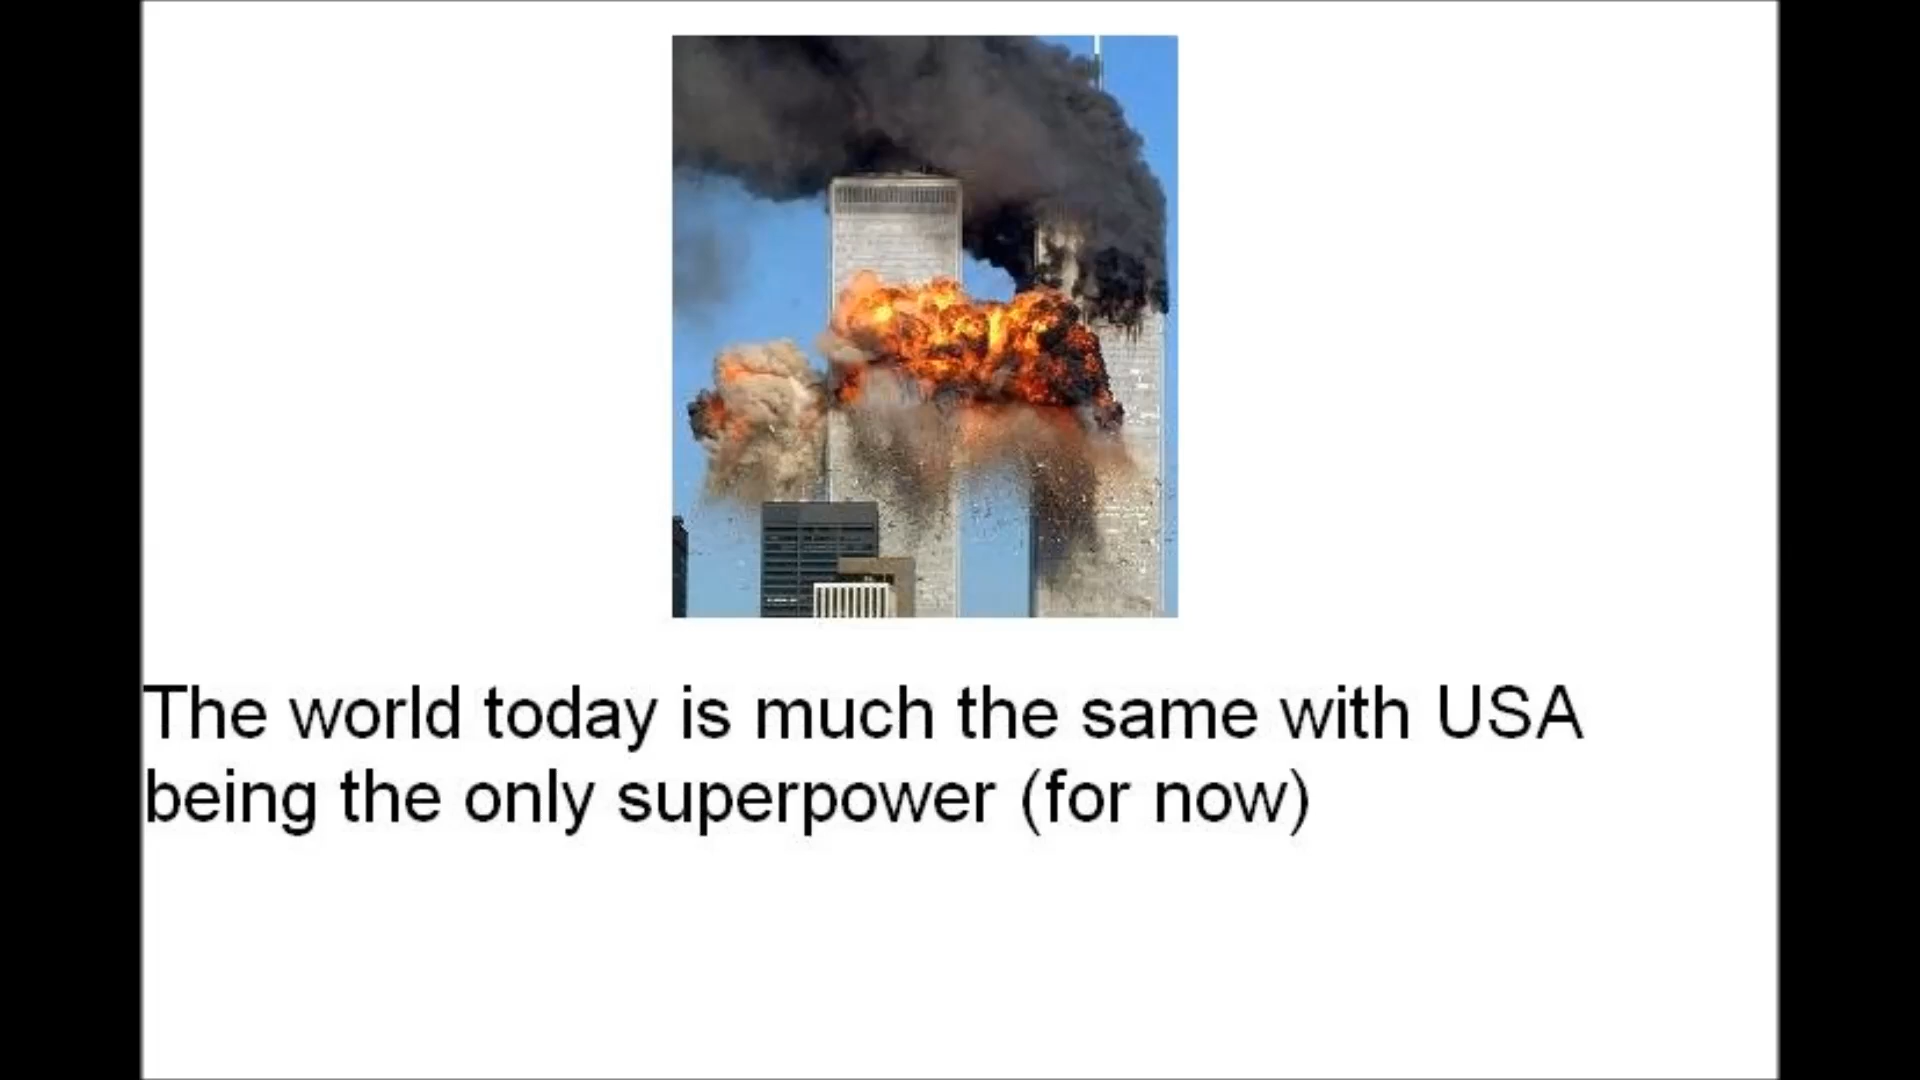 The world today is much the same with USA
being the only superpower (for now)